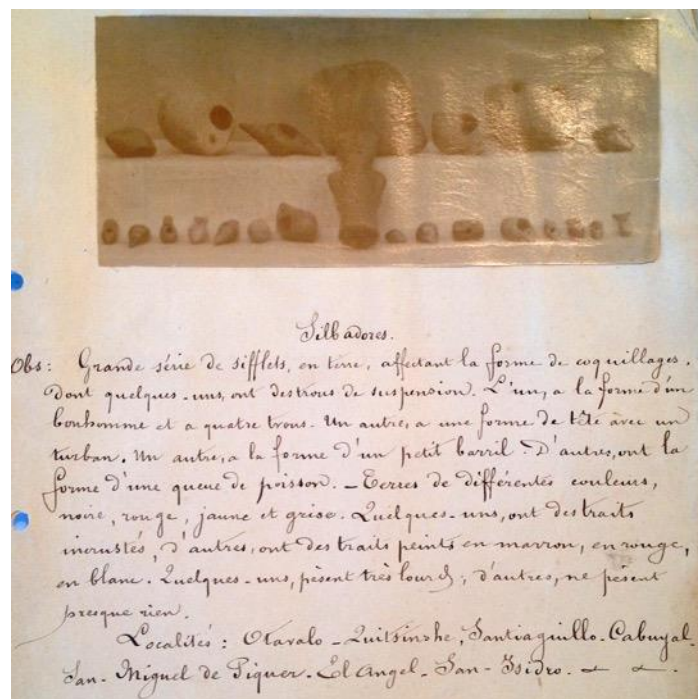 Silbadores.
Obs: Grande série de sifflets, en terre, affectant la forme de coquillages.
Dont quelques-uns, ont des trous de suspension. L'un, a la forme d'un
bonhomme et a quatre trous. Un autre, a une forme de tête avec un
turban. Un autre, a la forme d'un petit barril. D'autres, ont la
forme d'une queue de poisson. — Terres de différentes couleurs,
noire, rouge, jaune et grise. Quelques-uns, ont des traits
incrustés, d'autres, ont des traits peints en marron, en rouge,
en blanc. Quelques-uns, pèsent très lourds; d'autres, ne pèsent
presque rien.
Localités: Otavalo - Quitsinche, Santiaguillo - Cabuyal -
San - Miguel de Piquer - El Angel - San - Isidro.